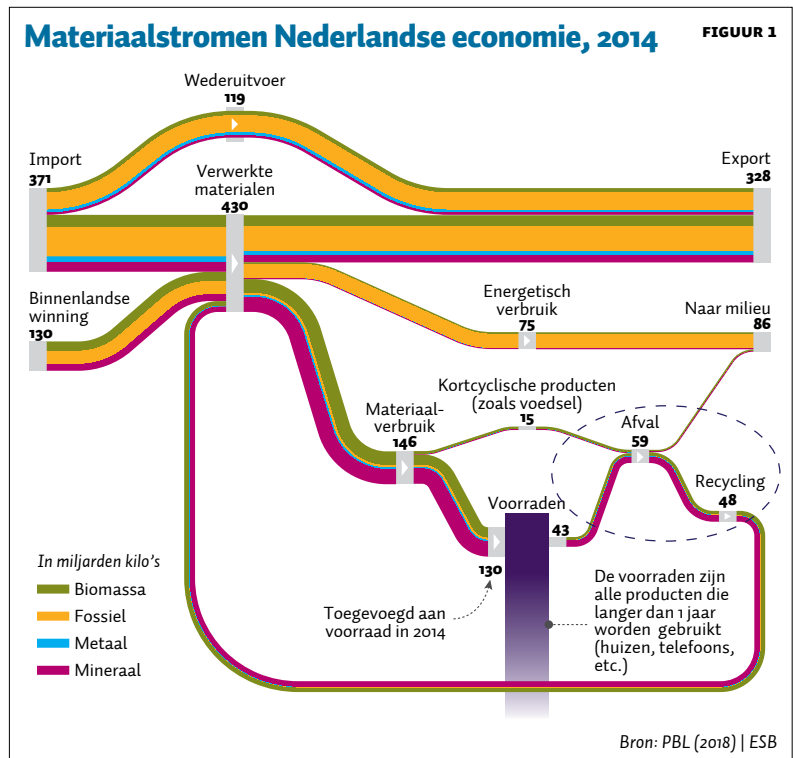 Materiaalstromen Nederlandse economie, 2014
FIGUUR 1
Wederuitvoer
119
Import
371
Verwerkte
materialen
430
Export
328
Binnenlandse
winning
130
Energetisch
verbruik
75
Naar milieu
86
Kortcyclische producten
(zoals voedsel)
15
Materiaal-
verbruik
146
Afval
59
Recycling
48
Voorraden
43
130
Toegevoegd aan
voorraad in 2014
De voorraden zijn
alle producten die
langer dan 1 jaar
worden gebruikt
(huizen, telefoons,
etc.)
In miljarden kilo's
Biomassa
Fossiel
Metaal
Mineraal
Bron: PBL (2018) | ESB